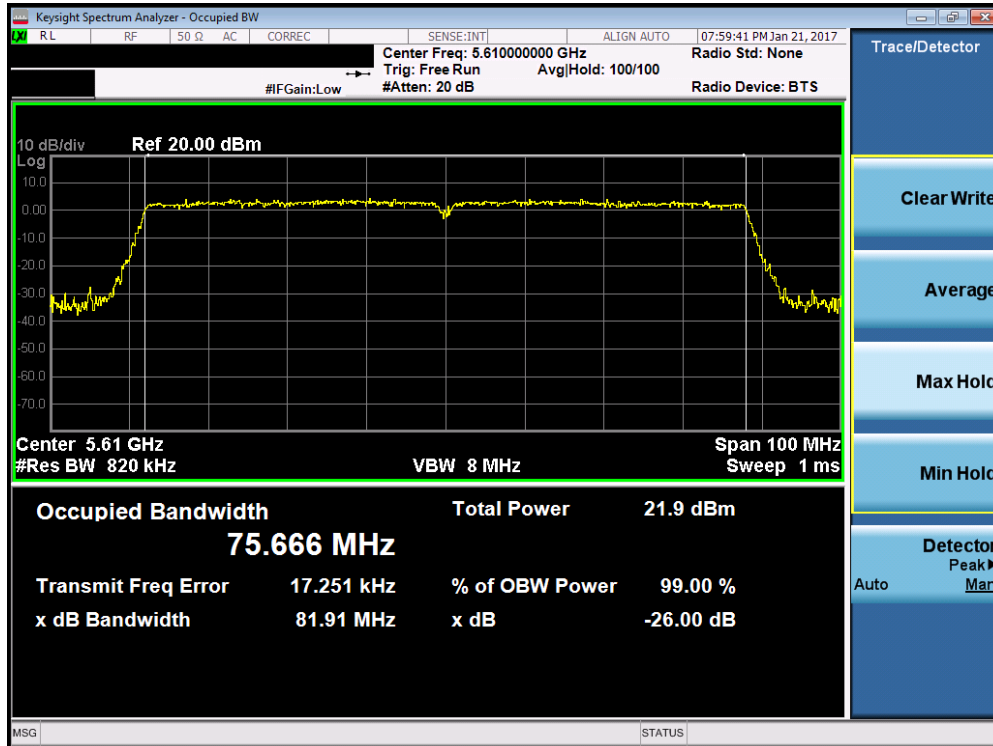 Keysight Spectrum Analyzer - Occupied BW
LXI RL RF 50 Ω AC CORREC SENSE:INT ALIGN AUTO 07:59:41 PM Jan 21, 2017
Center Freq: 5.610000000 GHz Radio Std: None
Trig: Free Run Avg|Hold: 100/100
#IFGain:Low #Atten: 20 dB Radio Device: BTS
Trace/Detector
10 dB/div Ref 20.00 dBm
Log
10.0
0.00
-10.0
-20.0
-30.0
-40.0
-50.0
-60.0
-70.0
Center 5.61 GHz Span 100 MHz
#Res BW 820 kHz VBW 8 MHz Sweep 1 ms
Occupied Bandwidth Total Power 21.9 dBm
75.666 MHz
Transmit Freq Error 17.251 kHz % of OBW Power 99.00 %
x dB Bandwidth 81.91 MHz x dB -26.00 dB
Clear Write
Average
Max Hold
Min Hold
Detector
Peak
Auto Man
MSG STATUS